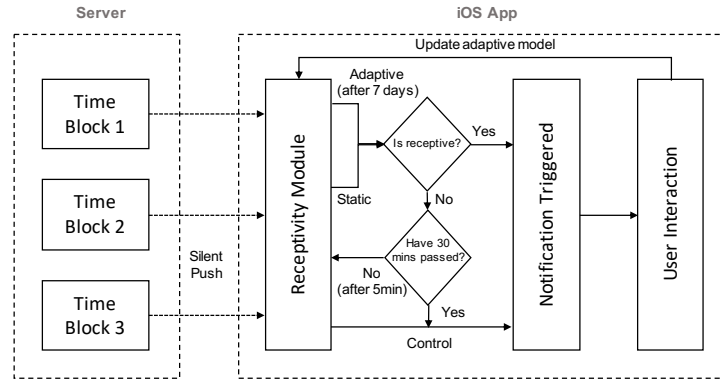 Server
iOS App
Update adaptive model
Time
Block 1
Time
Block 2
Time
Block 3
Silent
Push
Receptivity Module
Adaptive
(after 7 days)
Static
Is receptive?
Yes
No
Have 30
mins passed?
No
(after 5min)
Yes
Control
Notification Triggered
User Interaction